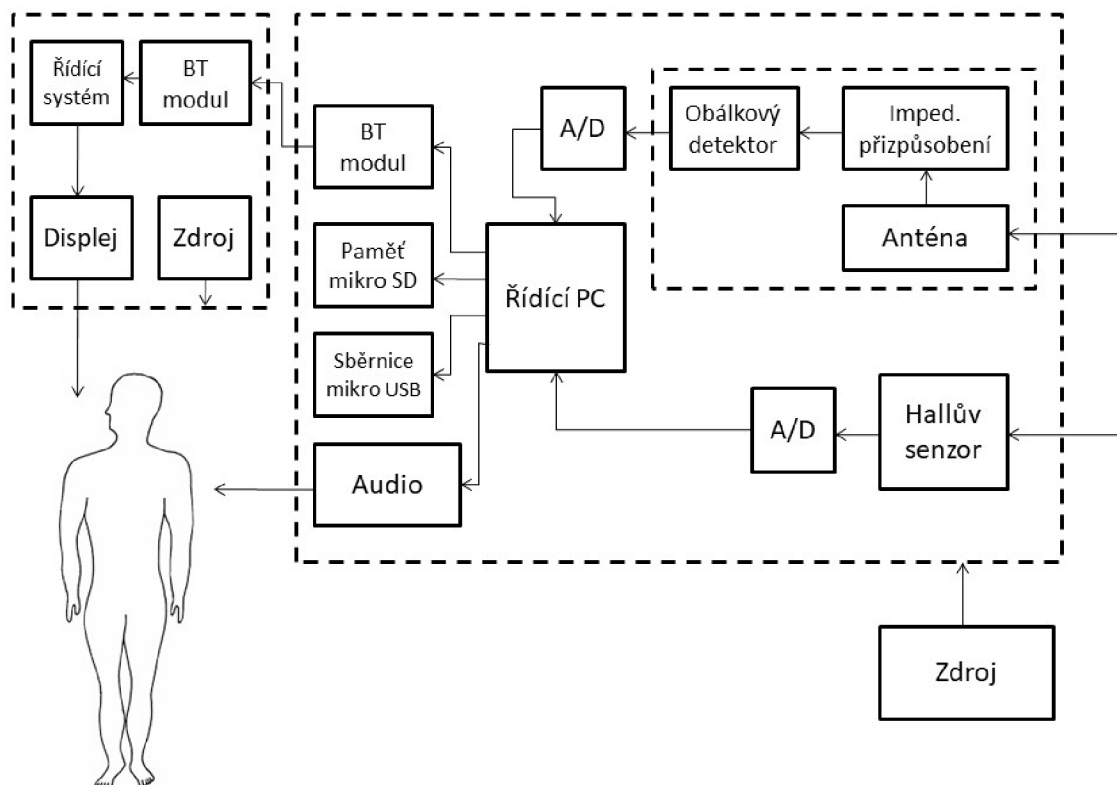 Řídící
systém
BT
modul
Displej
Zdroj
BT
modul
Paměť
mikro SD
Sběrnice
mikro USB
Audio
Řídící PC
A/D
Obálkový
detektor
Imped.
přizpůsobení
Anténa
A/D
Hallův
senzor
Zdroj